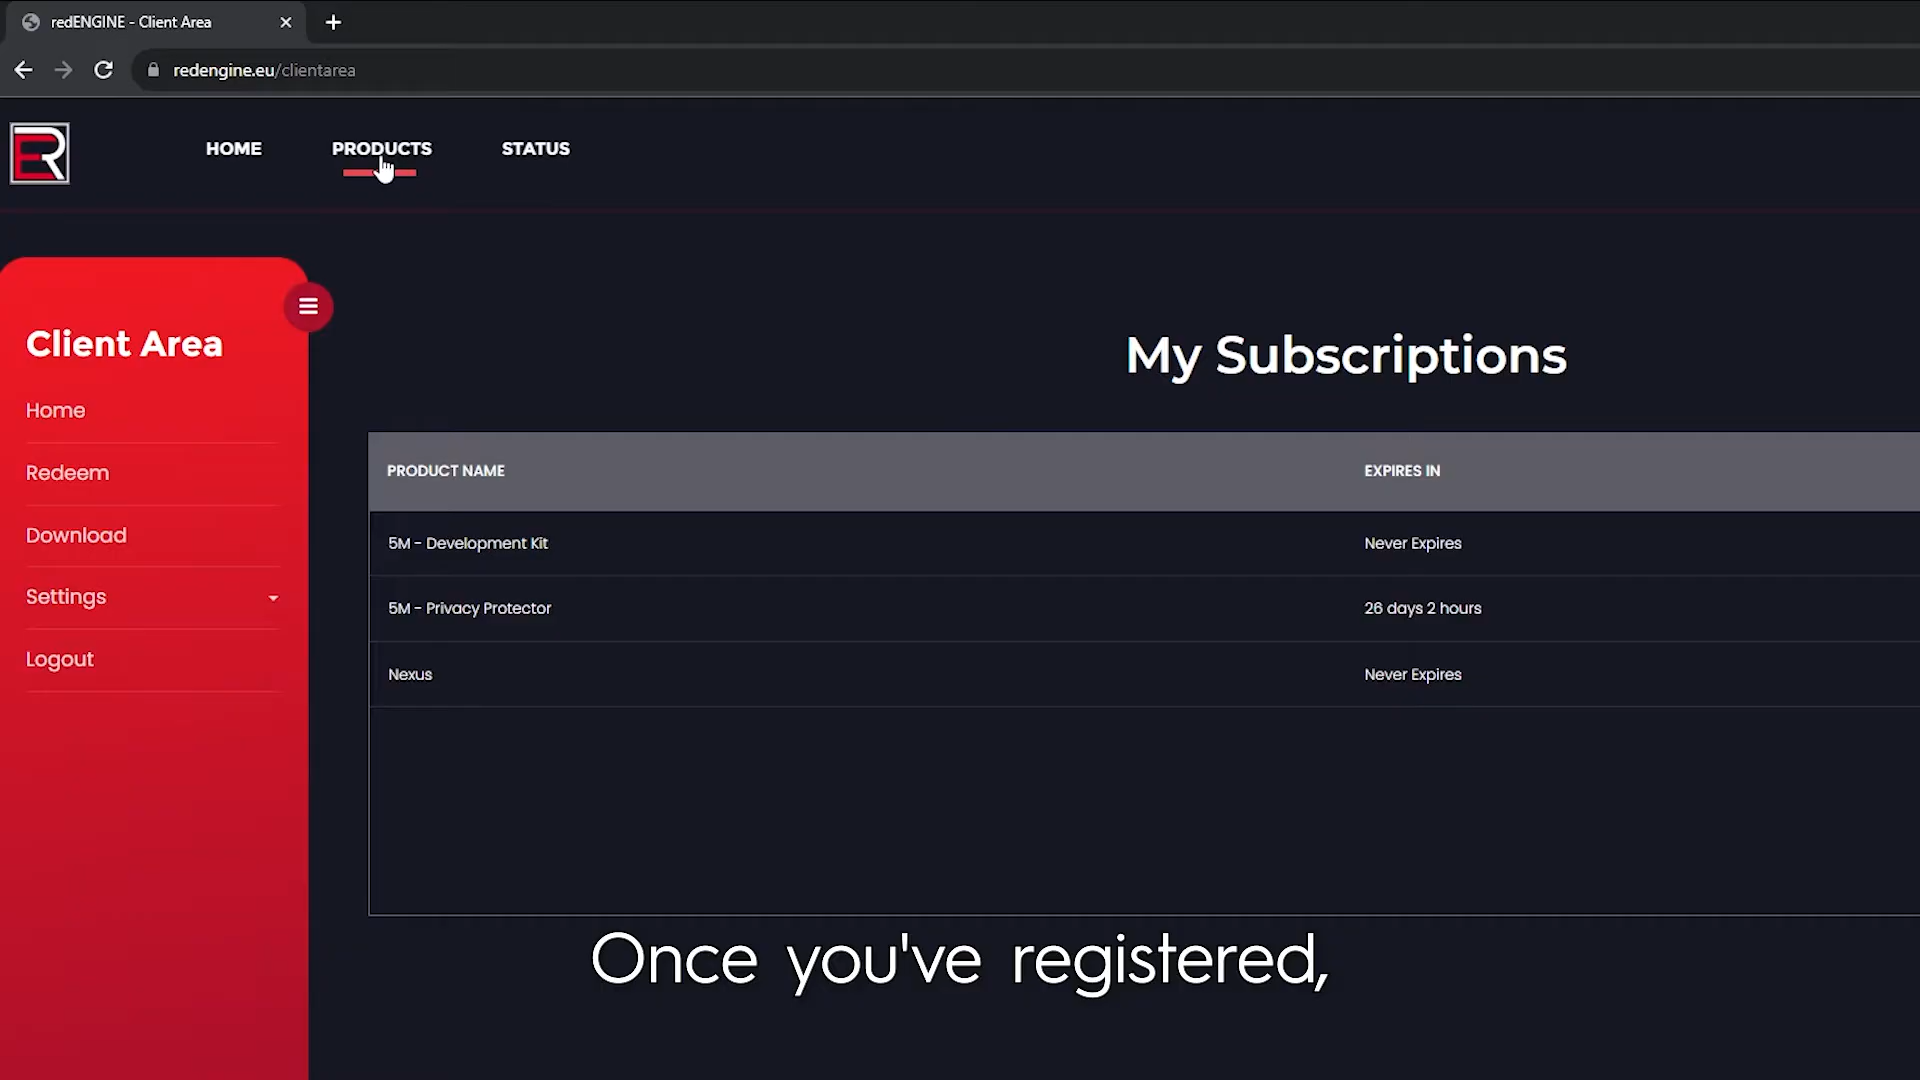 redENGINE - Client Area
redengine.eu/clientarea
ER
HOME PRODUCTS STATUS
Client Area
Home
Redeem
Download
Settings
Logout
My Subscriptions
PRODUCT NAME EXPIRES IN
5M - Development Kit Never Expires
5M - Privacy Protector 26 days 2 hours
Nexus Never Expires
Once you've registered,